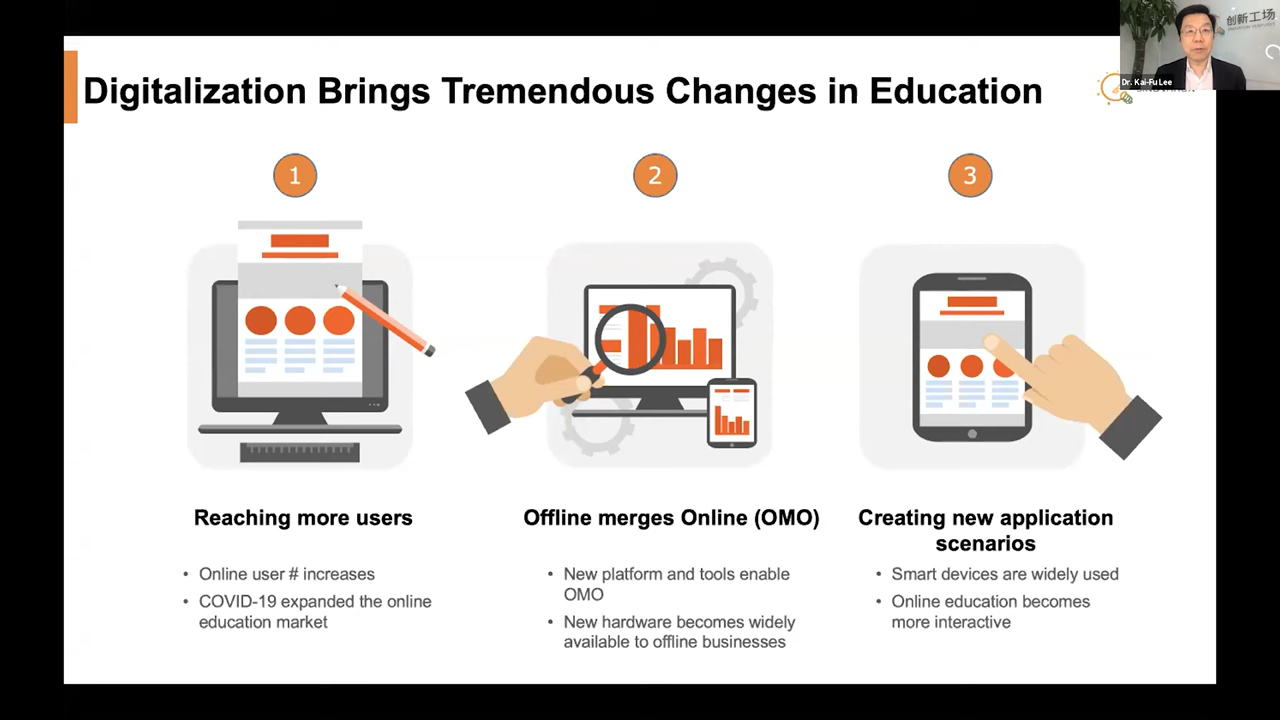 创新工场
Dr. Kai-Fu Lee
Digitalization Brings Tremendous Changes in Education
1
2
3
Reaching more users
• Online user # increases
• COVID-19 expanded the online
education market
Offline merges Online (OMO)
• New platform and tools enable
OMO
• New hardware becomes widely
available to offline businesses
Creating new application
scenarios
• Smart devices are widely used
• Online education becomes
more interactive